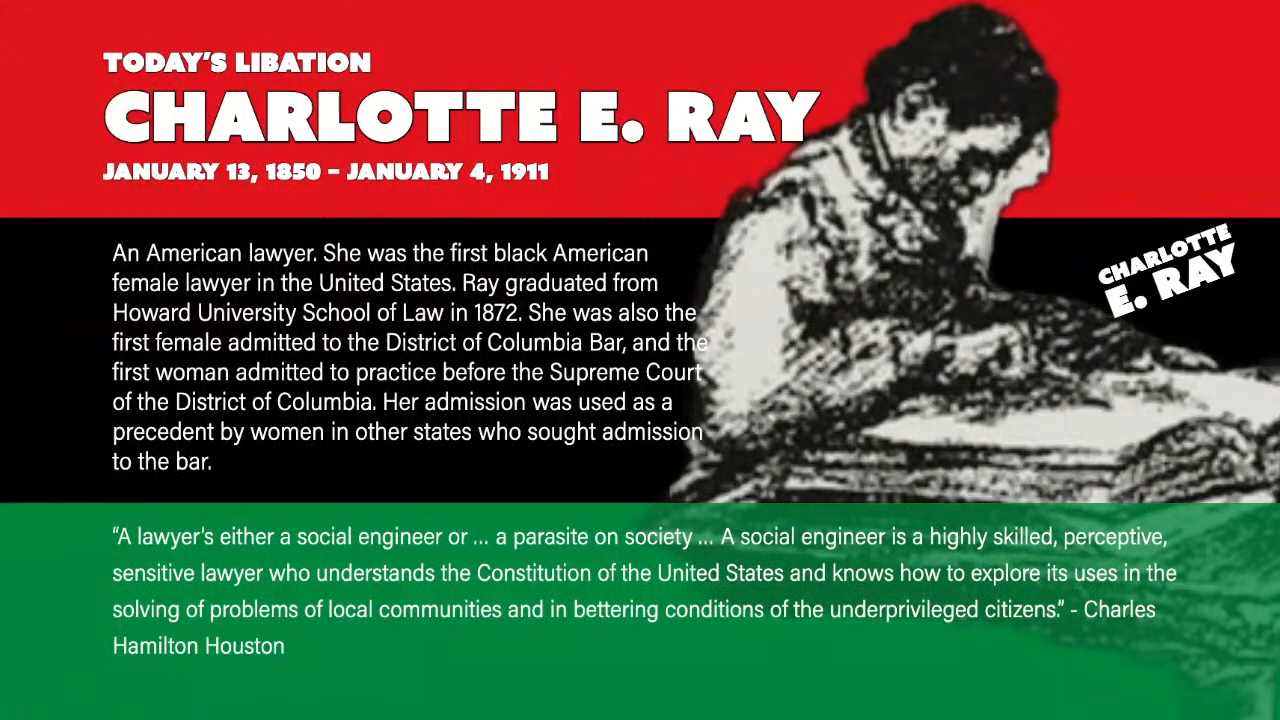 TODAY'S LIBATION
CHARLOTTE E. RAY
JANUARY 13, 1850 – JANUARY 4, 1911
An American lawyer. She was the first black American
female lawyer in the United States. Ray graduated from
Howard University School of Law in 1872. She was also the
first female admitted to the District of Columbia Bar, and the
first woman admitted to practice before the Supreme Court
of the District of Columbia. Her admission was used as a
precedent by women in other states who sought admission
to the bar.
CHARLOTTE
E. RAY
“A lawyer's either a social engineer or ... a parasite on society ... A social engineer is a highly skilled, perceptive,
sensitive lawyer who understands the Constitution of the United States and knows how to explore its uses in the
solving of problems of local communities and in bettering conditions of the underprivileged citizens.” - Charles
Hamilton Houston